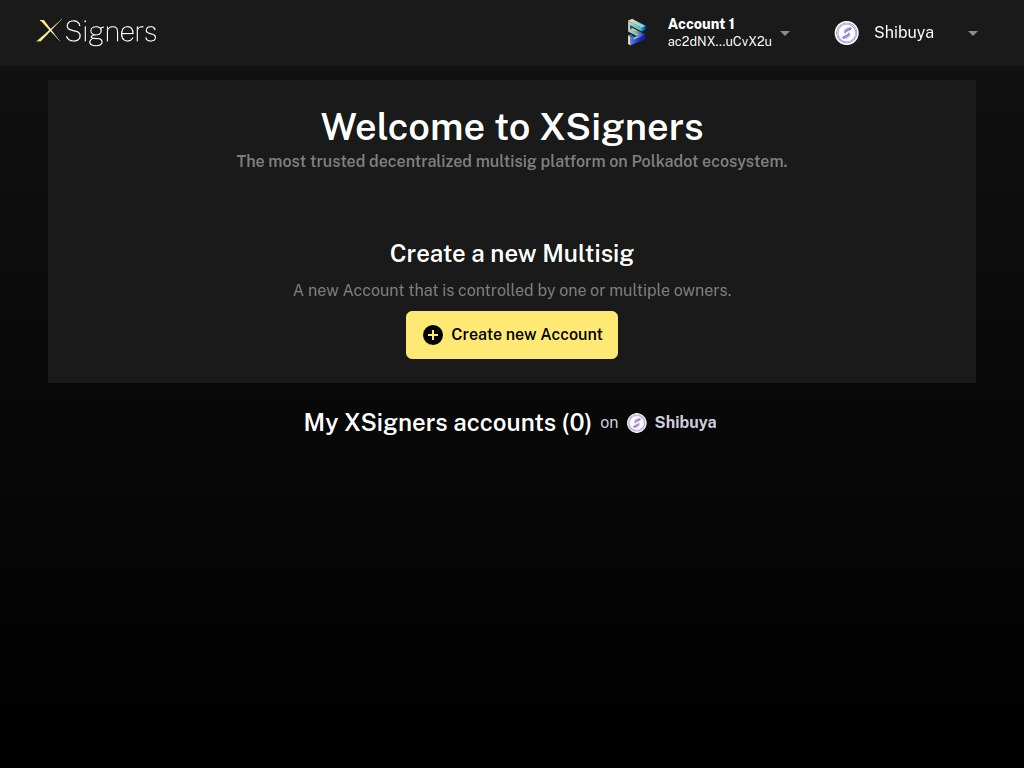 XSigners
Account 1
ac2dNX...uCvX2u
Shibuya
Welcome to XSigners
The most trusted decentralized multisig platform on Polkadot ecosystem.
Create a new Multisig
A new Account that is controlled by one or multiple owners.
Create new Account
My XSigners accounts (0) on Shibuya